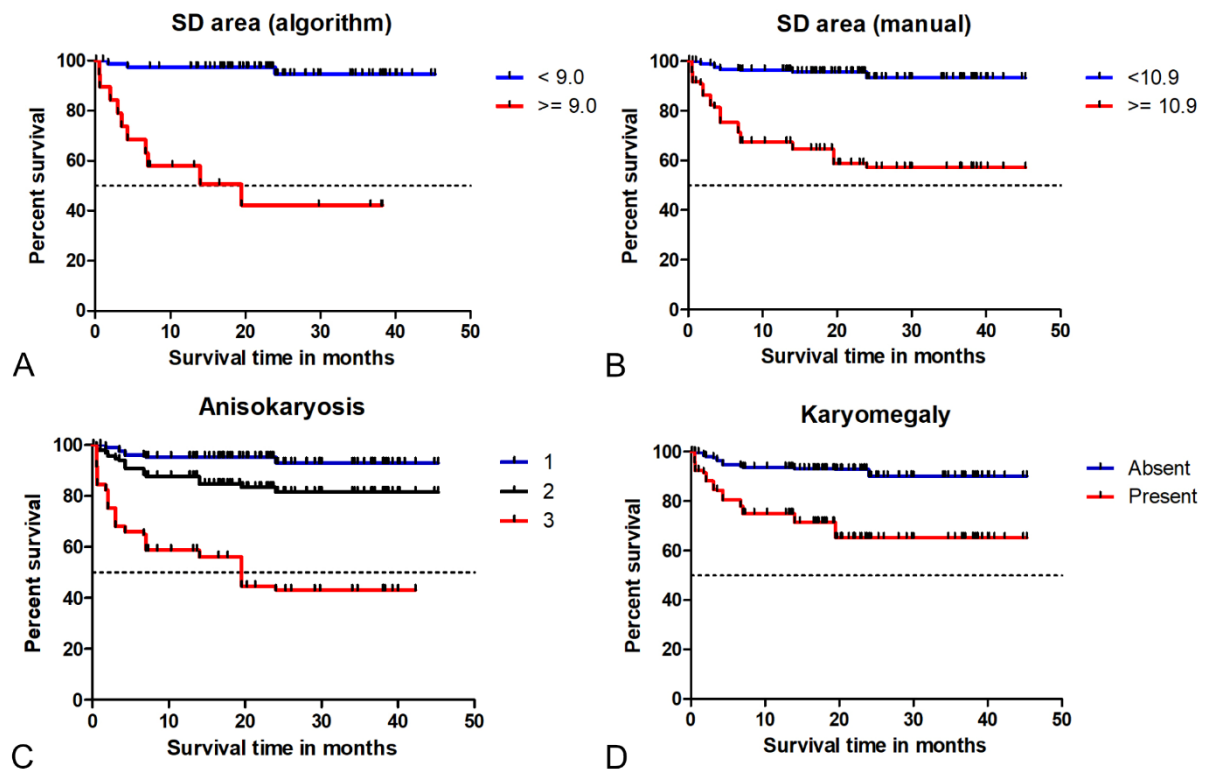 SD area (algorithm)
Percent survival
100
80
60
40
20
0
0 10 20 30 40 50
Survival time in months
< 9.0
>= 9.0
A
SD area (manual)
Percent survival
100
80
60
40
20
0
0 10 20 30 40 50
Survival time in months
<10.9
>= 10.9
B
Anisokaryosis
Percent survival
100
80
60
40
20
0
0 10 20 30 40 50
Survival time in months
1
2
3
C
Karyomegaly
Percent survival
100
80
60
40
20
0
0 10 20 30 40 50
Survival time in months
Absent
Present
D